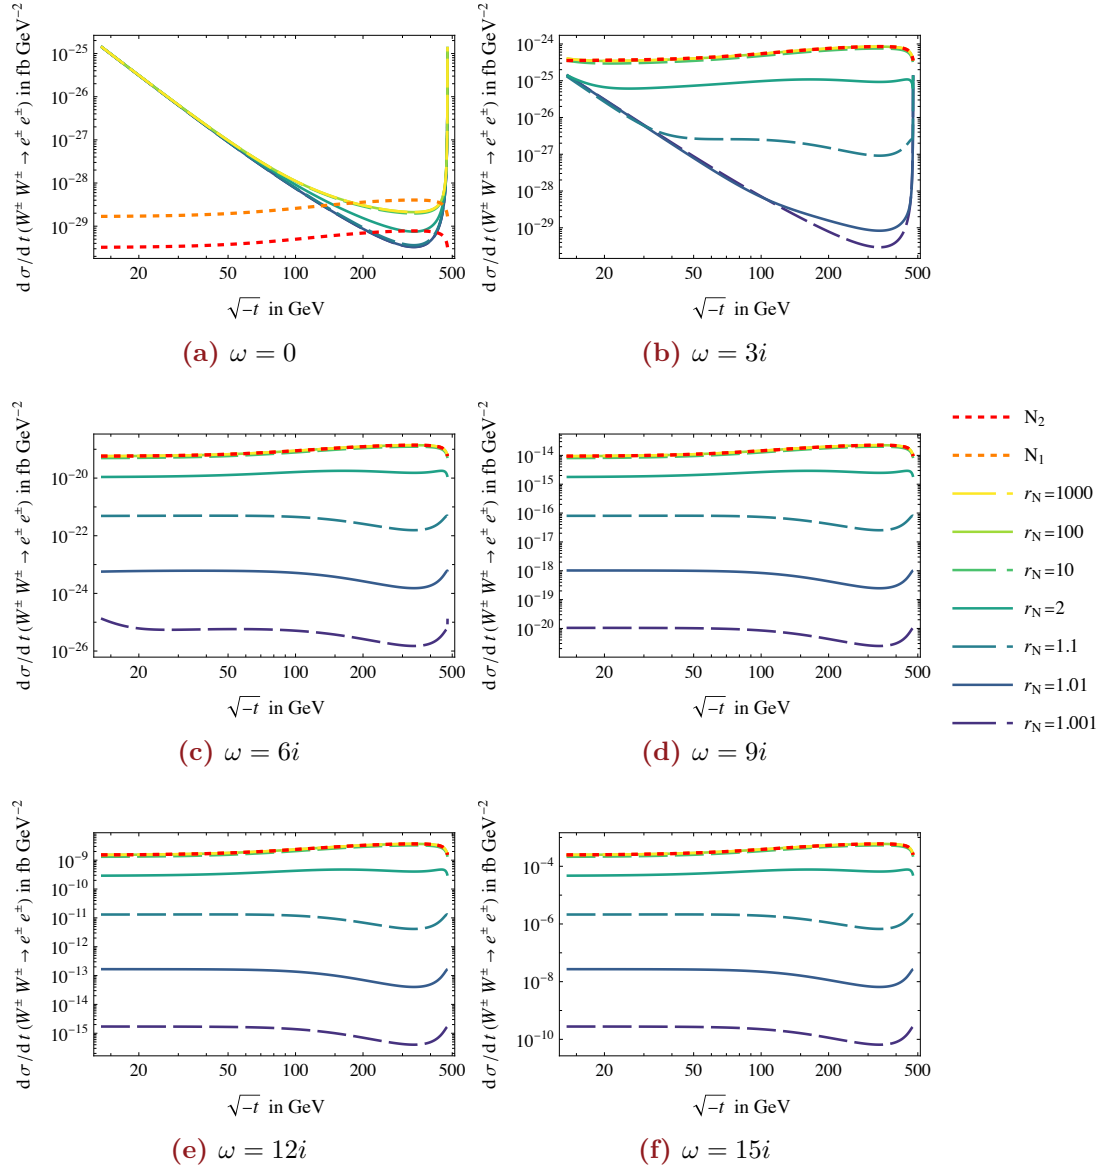 dσ/dt (W± W± → e± e±) in fb GeV⁻²
10⁻²⁵
10⁻²⁶
10⁻²⁷
10⁻²⁸
10⁻²⁹
20 50 100 200 500
√-t in GeV
(a) ω = 0
dσ/dt (W± W± → e± e±) in fb GeV⁻²
10⁻²⁴
10⁻²⁵
10⁻²⁶
10⁻²⁷
10⁻²⁸
10⁻²⁹
20 50 100 200 500
√-t in GeV
(b) ω = 3i
dσ/dt (W± W± → e± e±) in fb GeV⁻²
10⁻²⁰
10⁻²²
10⁻²⁴
10⁻²⁶
20 50 100 200 500
√-t in GeV
(c) ω = 6i
dσ/dt (W± W± → e± e±) in fb GeV⁻²
10⁻¹⁴
10⁻¹⁵
10⁻¹⁶
10⁻¹⁷
10⁻¹⁸
10⁻¹⁹
10⁻²⁰
20 50 100 200 500
√-t in GeV
(d) ω = 9i
N₂
N₁
r_N=1000
r_N=100
r_N=10
r_N=2
r_N=1.1
r_N=1.01
r_N=1.001
dσ/dt (W± W± → e± e±) in fb GeV⁻²
10⁻⁹
10⁻¹⁰
10⁻¹¹
10⁻¹²
10⁻¹³
10⁻¹⁴
10⁻¹⁵
20 50 100 200 500
√-t in GeV
(e) ω = 12i
dσ/dt (W± W± → e± e±) in fb GeV⁻²
10⁻⁴
10⁻⁶
10⁻⁸
10⁻¹⁰
20 50 100 200 500
√-t in GeV
(f) ω = 15i